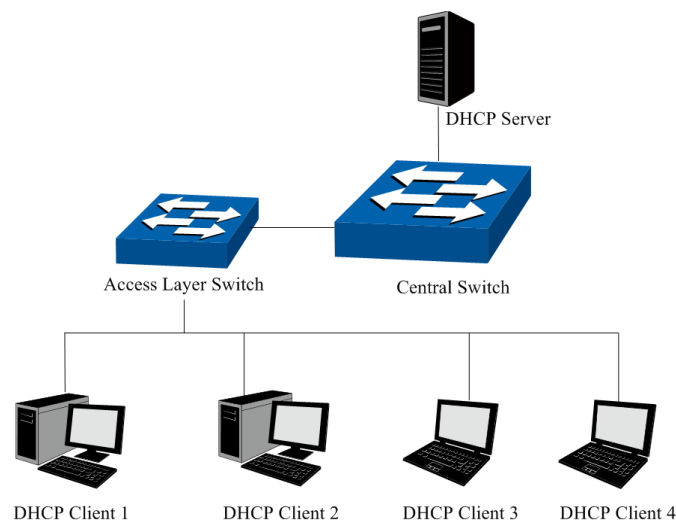 DHCP Server
Access Layer Switch
Central Switch
DHCP Client 1
DHCP Client 2
DHCP Client 3
DHCP Client 4